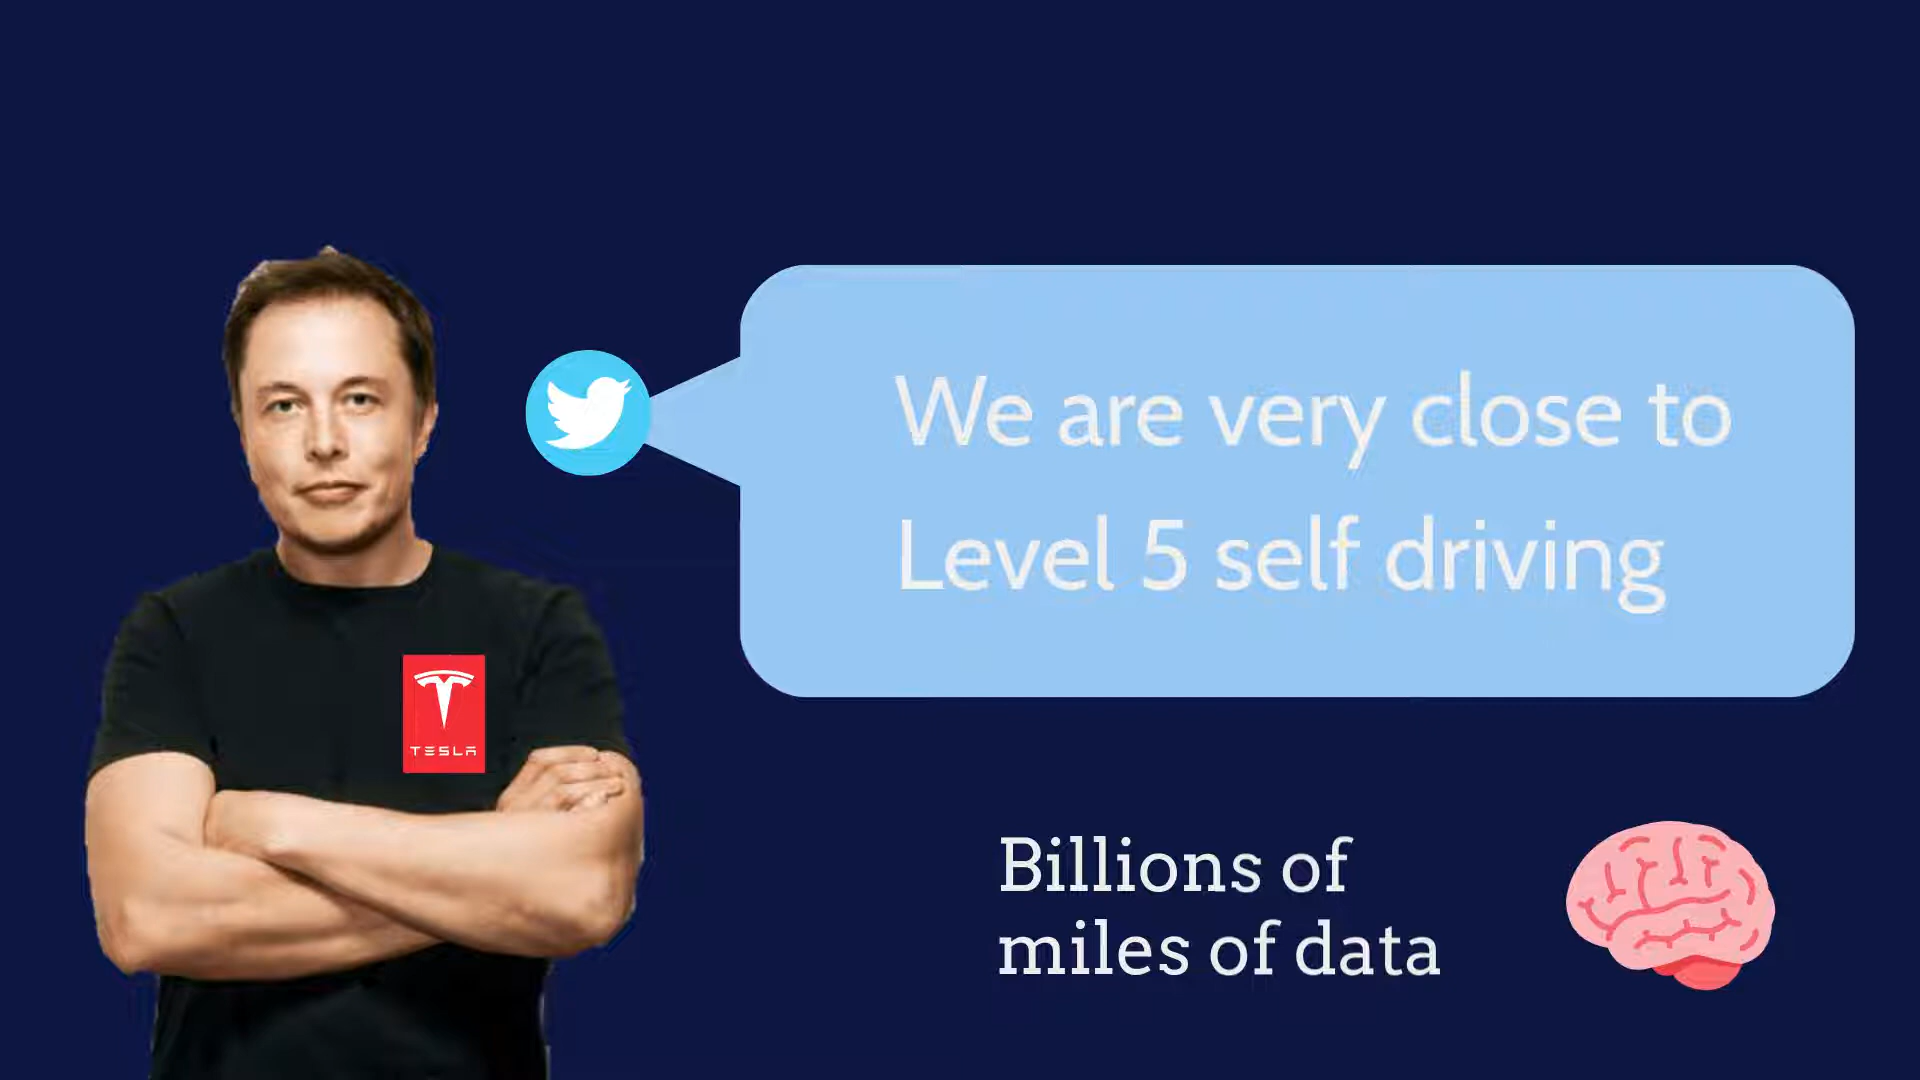 We are very close to
Level 5 self driving
TESLA
Billions of
miles of data